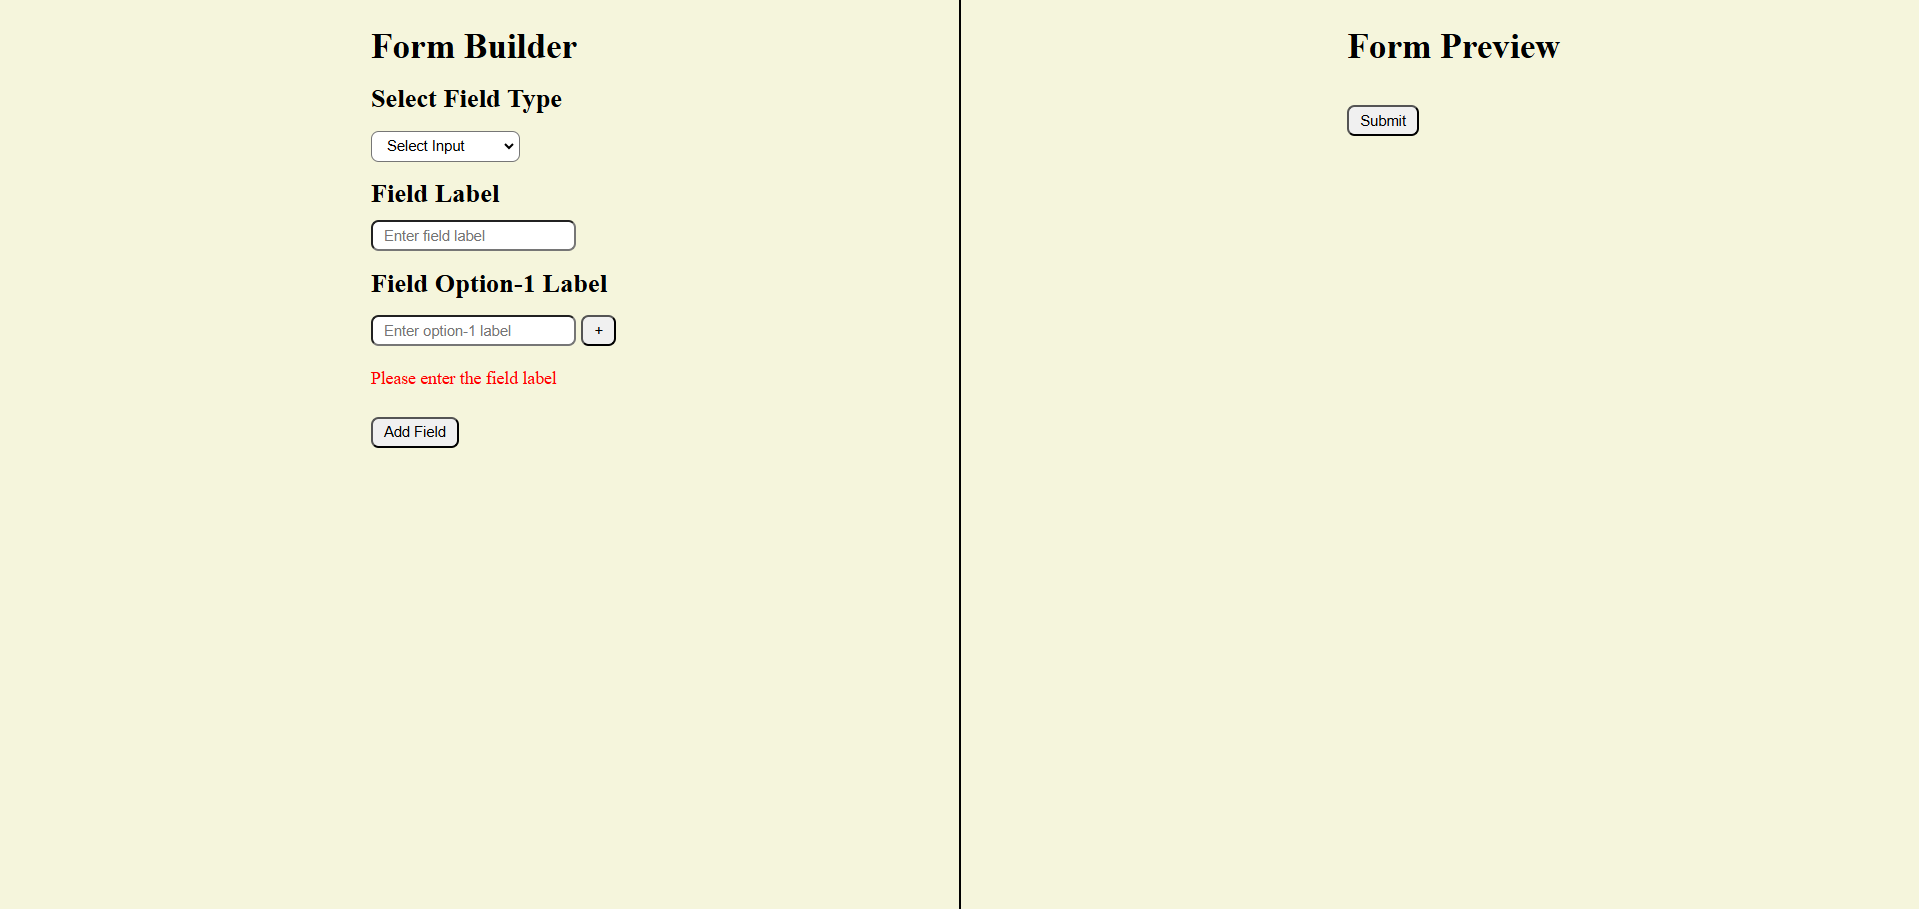 Form Builder
Select Field Type
Select Input
Field Label
Enter field label
Field Option-1 Label
Enter option-1 label +
Please enter the field label
Add Field
Form Preview
Submit